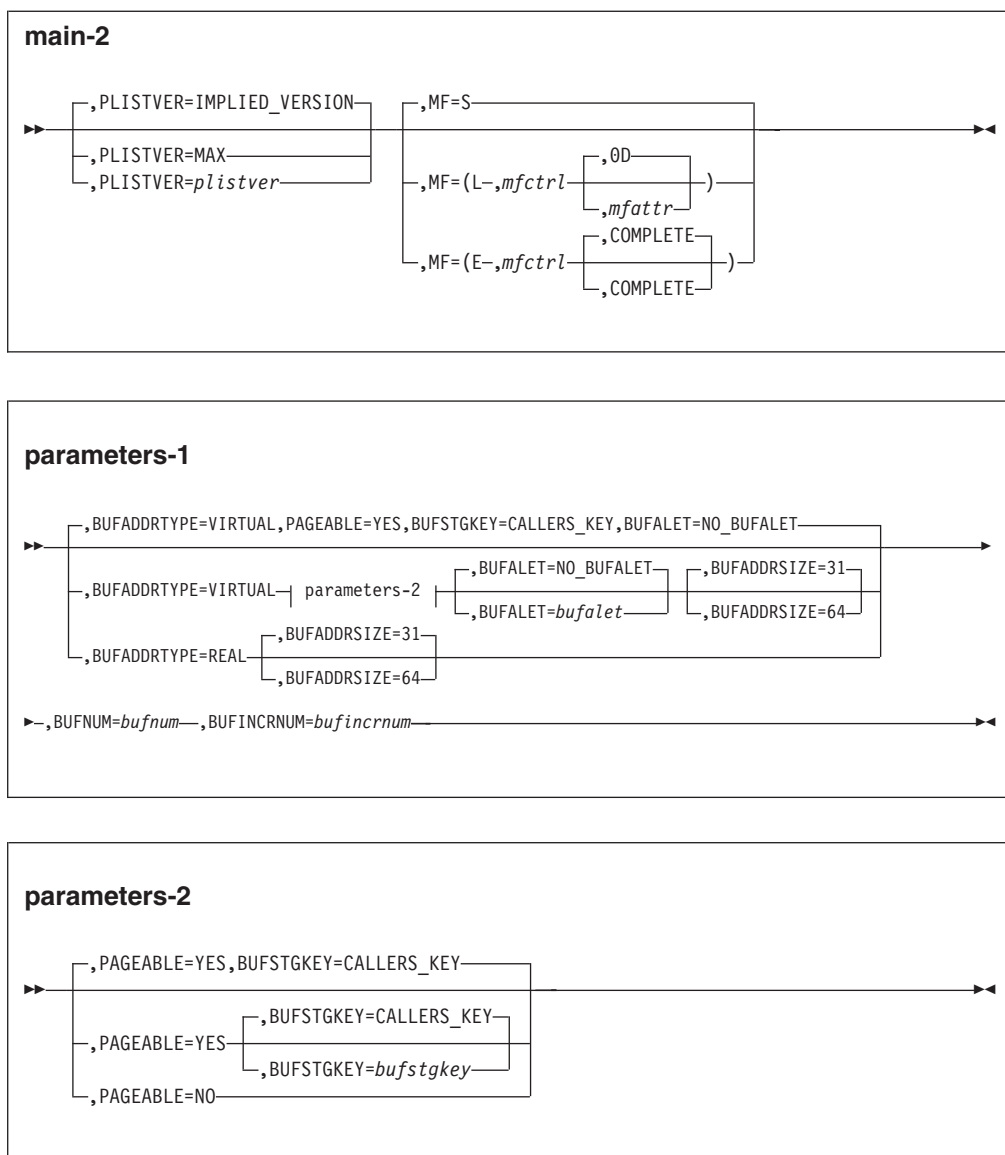 main-2
,PLISTVER=IMPLIED_VERSION ,MF=S
,PLISTVER=MAX ,0D
,PLISTVER=plistver ,MF=(L ,mfctrl )
,mfattr
,COMPLETE
,MF=(E ,mfctrl )
,COMPLETE
parameters-1
,BUFADDRTYPE=VIRTUAL,PAGEABLE=YES,BUFSTGKEY=CALLERS_KEY,BUFALET=NO_BUFALET
,BUFALET=NO_BUFALET ,BUFADDRSIZE=31
,BUFADDRTYPE=VIRTUAL parameters-2
,BUFALET=bufalet ,BUFADDRSIZE=64
,BUFADDRSIZE=31
,BUFADDRTYPE=REAL
,BUFADDRSIZE=64
,BUFNUM=bufnum ,BUFINCRNUM=bufincrnum
parameters-2
,PAGEABLE=YES,BUFSTGKEY=CALLERS_KEY
,BUFSTGKEY=CALLERS_KEY
,PAGEABLE=YES
,BUFSTGKEY=bufstgkey
,PAGEABLE=NO